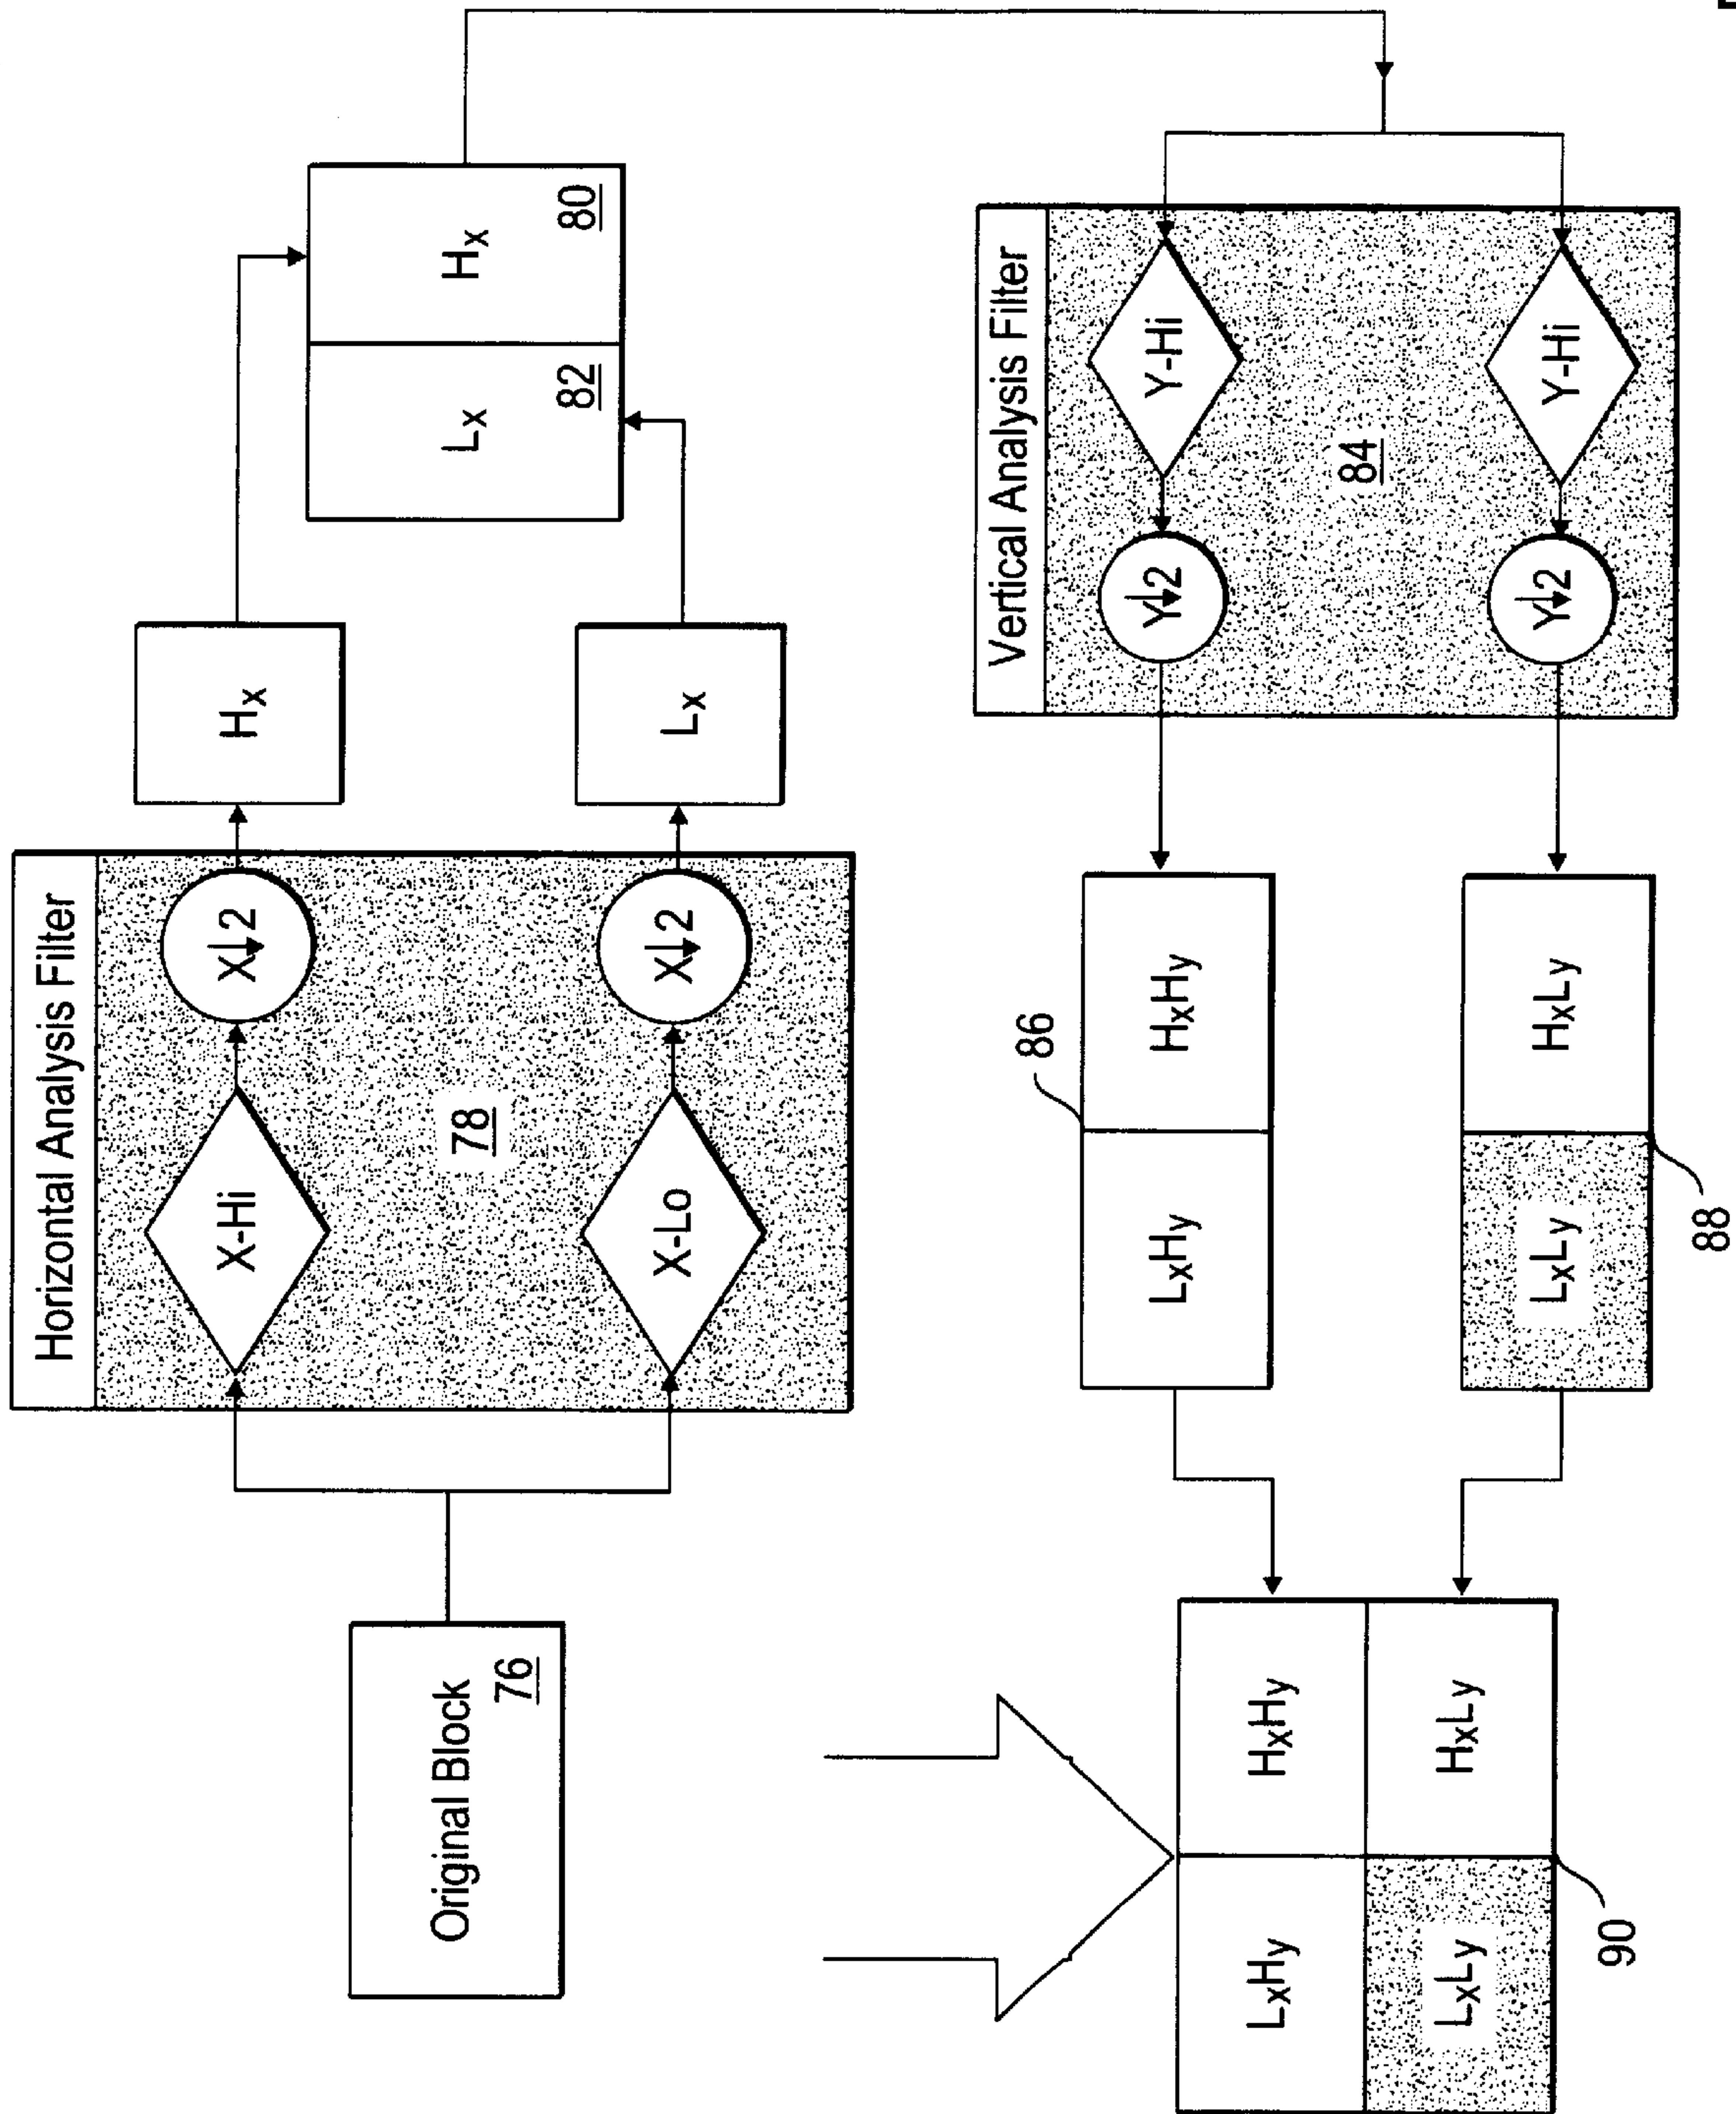 Original Block
76
Horizontal Analysis Filter
X-Hi
X↓2
78
X-Lo
X↓2
Hx
Lx
Lx
82
Hx
80
Vertical Analysis Filter
Y-Hi
Y↓2
84
Y-Hi
Y↓2
86
LxHy
HxHy
LxLy
HxLy
88
LxHy
HxHy
LxLy
HxLy
90